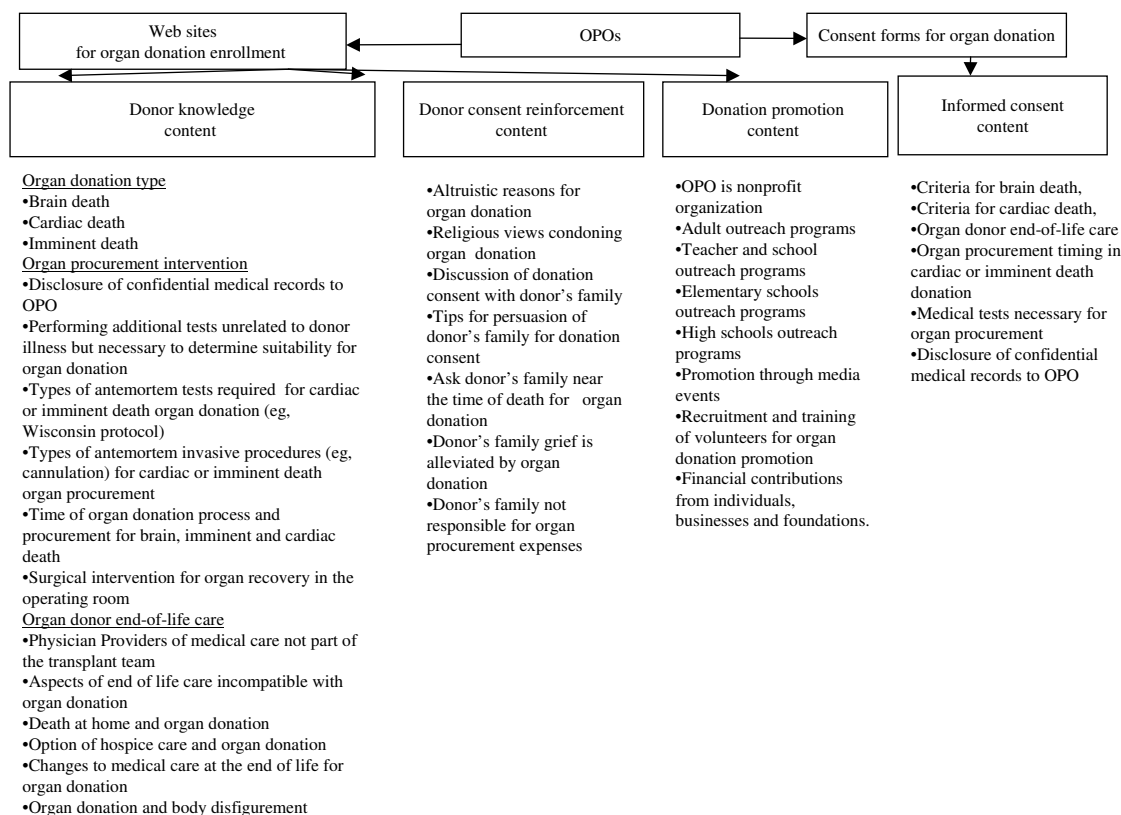 Web sites
for organ donation enrollment
OPOs
Consent forms for organ donation
Donor knowledge
content
Donor consent reinforcement
content
Donation promotion
content
Informed consent
content
Organ donation type
•Brain death
•Cardiac death
•Imminent death
Organ procurement intervention
•Disclosure of confidential medical records to
OPO
•Performing additional tests unrelated to donor
illness but necessary to determine suitability for
organ donation
•Types of antemortem tests required for cardiac
or imminent death organ donation (eg,
Wisconsin protocol)
•Types of antemortem invasive procedures (eg,
cannulation) for cardiac or imminent death
organ procurement
•Time of organ donation process and
procurement for brain, imminent and cardiac
death
•Surgical intervention for organ recovery in the
operating room
Organ donor end-of-life care
•Physician Providers of medical care not part of
the transplant team
•Aspects of end of life care incompatible with
organ donation
•Death at home and organ donation
•Option of hospice care and organ donation
•Changes to medical care at the end of life for
organ donation
•Organ donation and body disfigurement
•Altruistic reasons for
organ donation
•Religious views condoning
organ donation
•Discussion of donation
consent with donor's family
•Tips for persuasion of
donor's family for donation
consent
•Ask donor's family near
the time of death for organ
donation
•Donor's family grief is
alleviated by organ
donation
•Donor's family not
responsible for organ
procurement expenses
•OPO is nonprofit
organization
•Adult outreach programs
•Teacher and school
outreach programs
•Elementary schools
outreach programs
•High schools outreach
programs
•Promotion through media
events
•Recruitment and training
of volunteers for organ
donation promotion
•Financial contributions
from individuals,
businesses and foundations.
•Criteria for brain death,
•Criteria for cardiac death,
•Organ donor end-of-life care
•Organ procurement timing in
cardiac or imminent death
donation
•Medical tests necessary for
organ procurement
•Disclosure of confidential
medical records to OPO